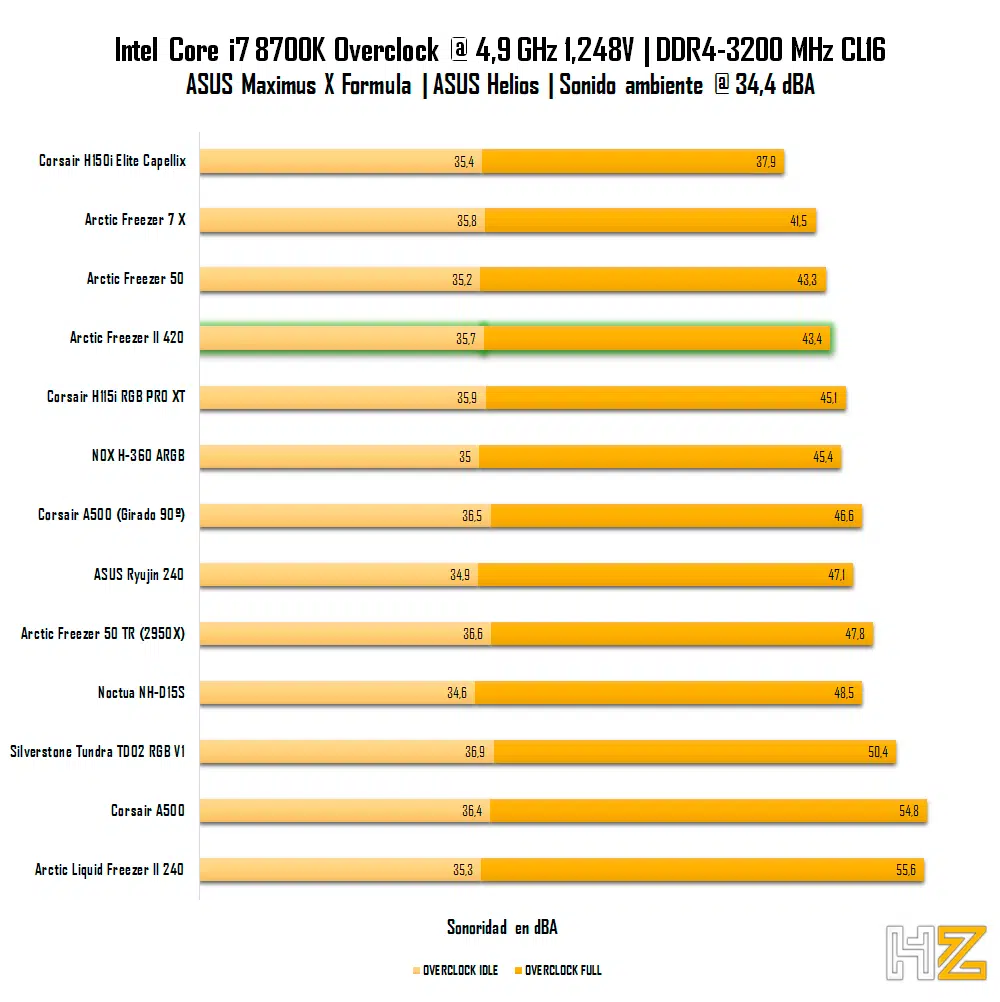 Intel Core i7 8700K Overclock @ 4,9 GHz 1,248V | DDR4-3200 MHz CL16
ASUS Maximus X Formula | ASUS Helios | Sonido ambiente @ 34,4 dBA
Corsair H150i Elite Capellix 35,4 37,9
Arctic Freezer 7 X 35,8 41,5
Arctic Freezer 50 35,2 43,3
Arctic Freezer II 420 35,7 43,4
Corsair H115i RGB PRO XT 35,9 45,1
NOX H-360 ARGB 35 45,4
Corsair A500 (Girado 90º) 36,5 46,6
ASUS Ryujin 240 34,9 47,1
Arctic Freezer 50 TR (2950X) 36,6 47,8
Noctua NH-D15S 34,6 48,5
Silverstone Tundra TD02 RGB V1 36,9 50,4
Corsair A500 36,4 54,8
Arctic Liquid Freezer II 240 35,3 55,6
Sonoridad en dBA
OVERCLOCK IDLE OVERCLOCK FULL
HZ